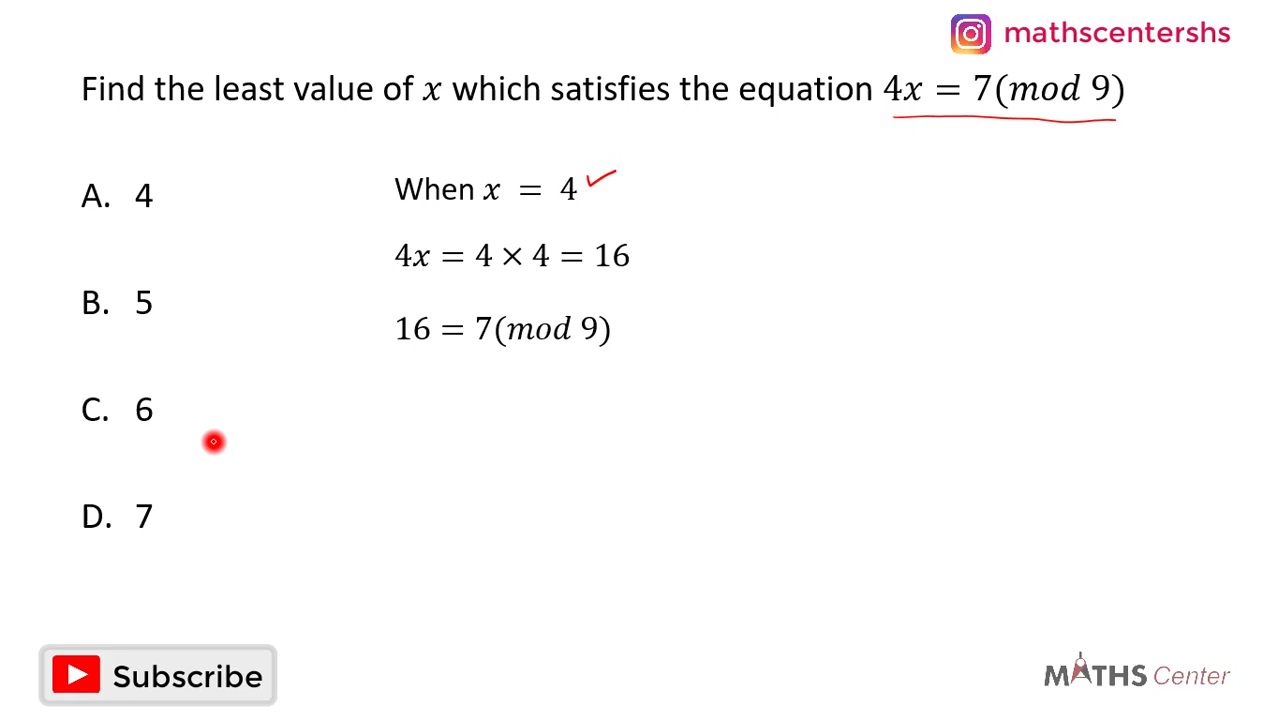 mathscentershs
Find the least value of x which satisfies the equation 4x = 7(mod 9)
A. 4
When x = 4
4x = 4 × 4 = 16
B. 5
16 = 7(mod 9)
C. 6
D. 7
Subscribe
MATHS Center